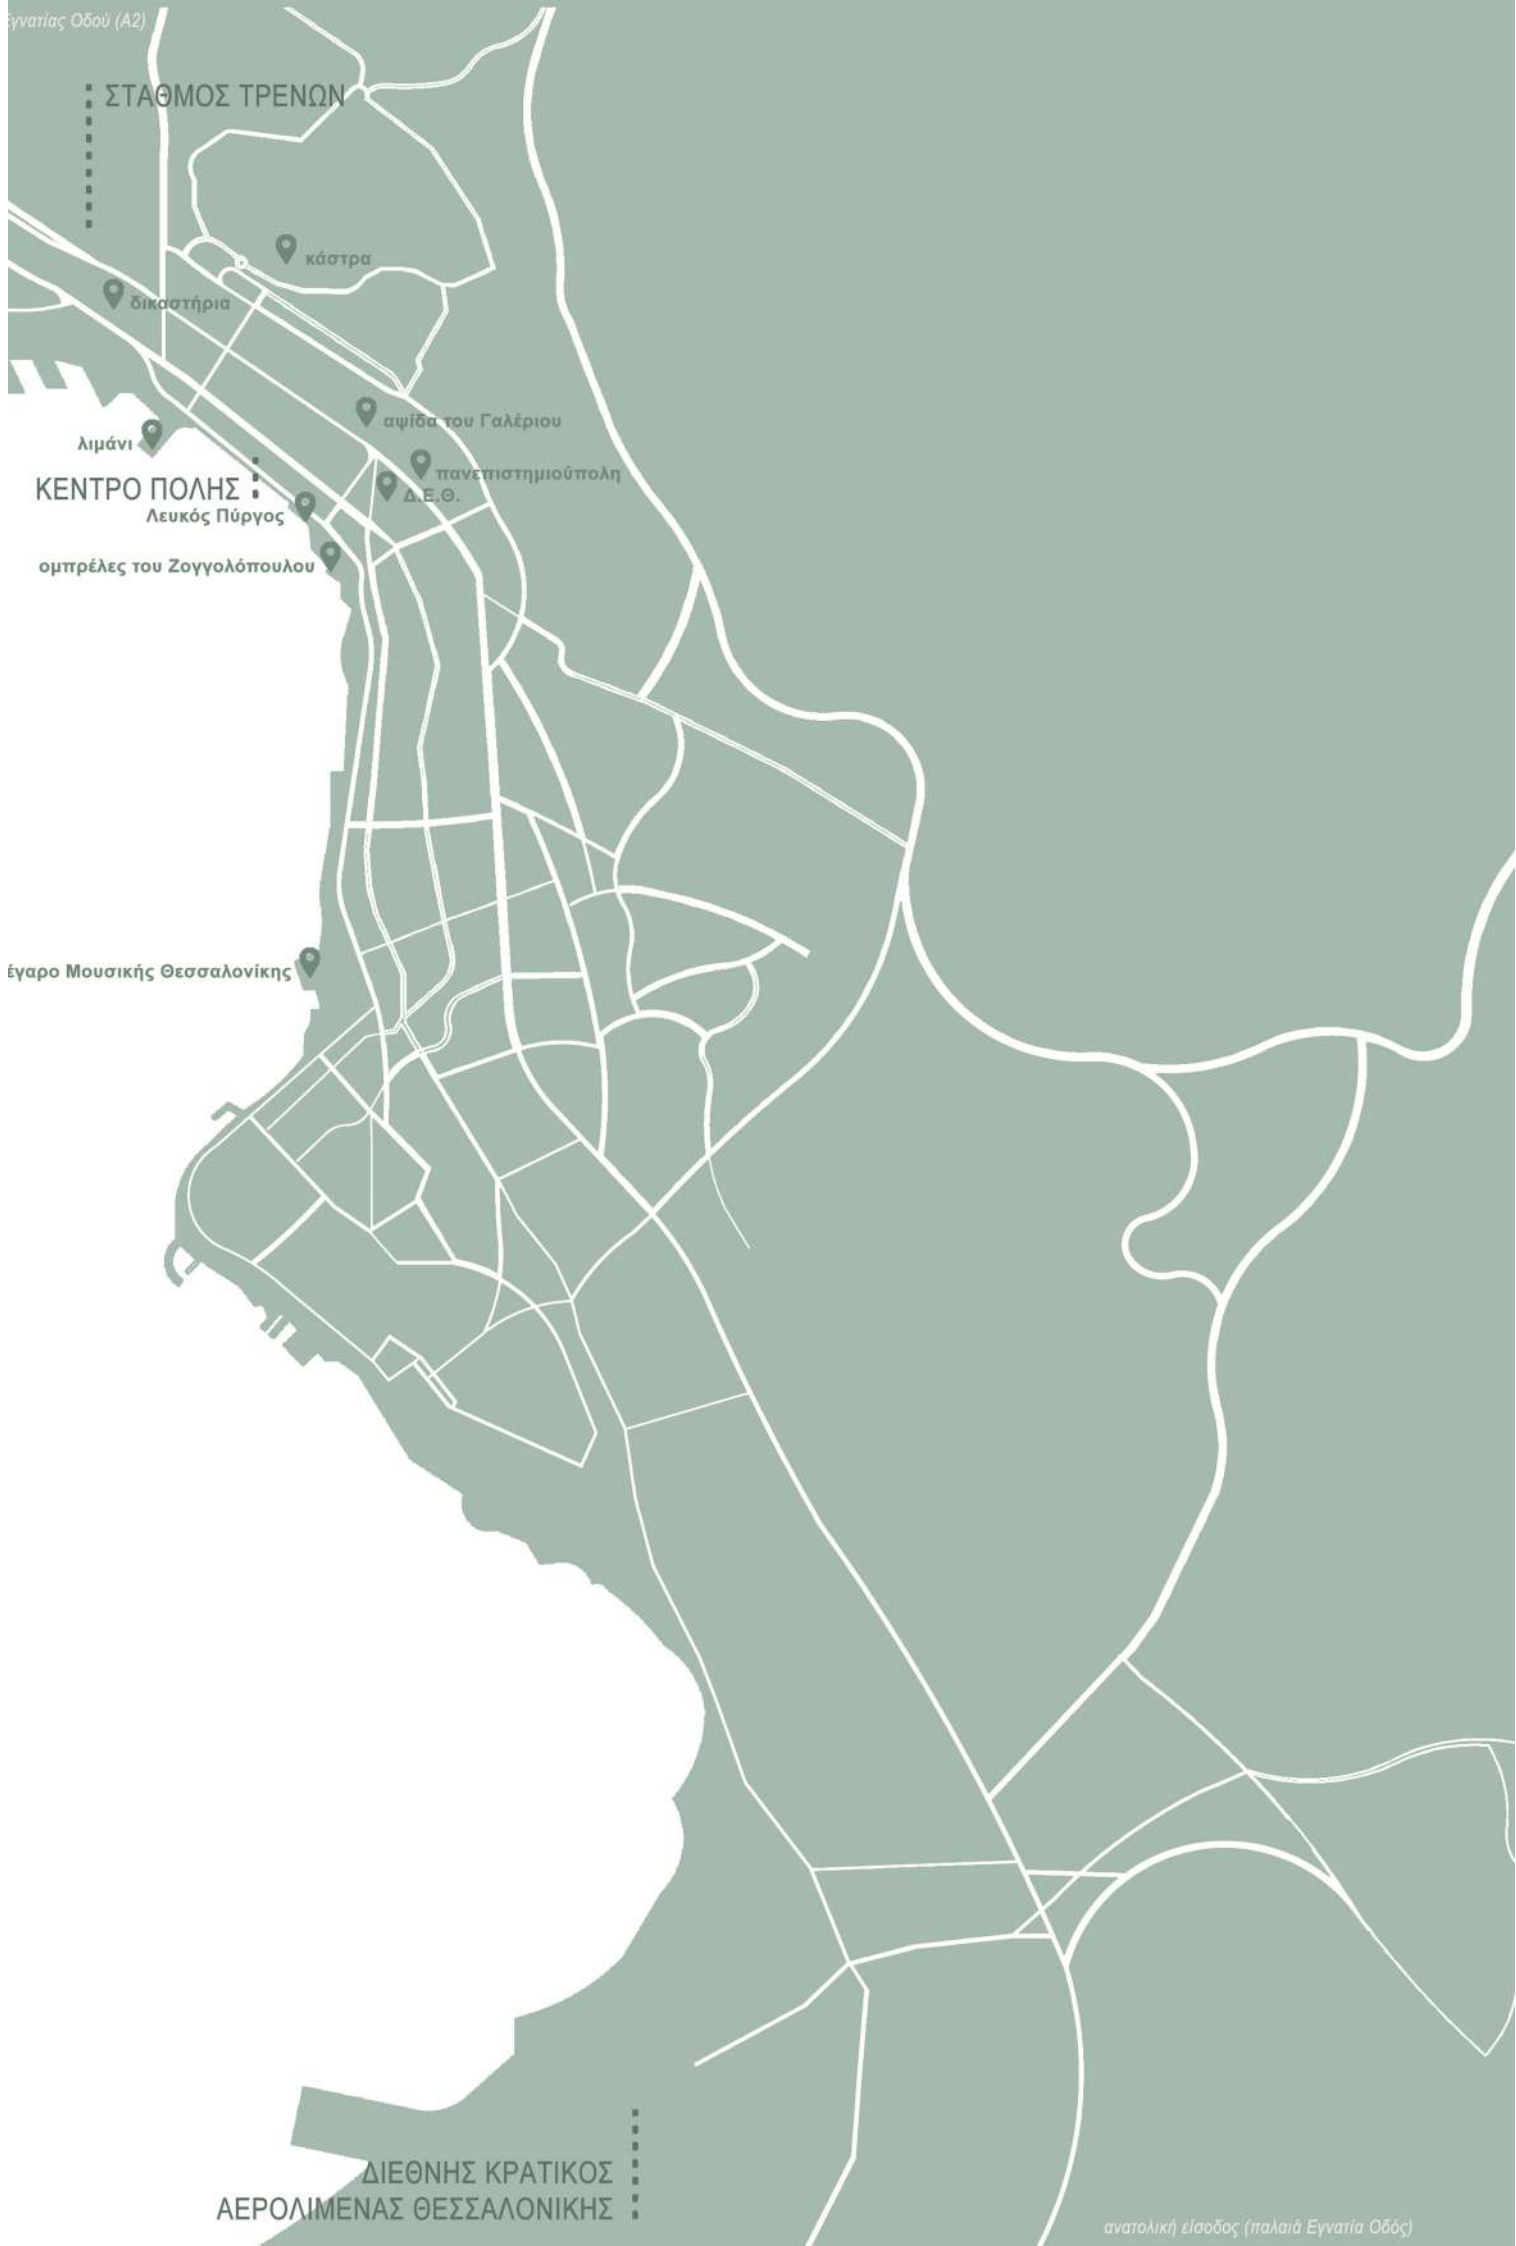 Εγνατίας Οδού (Α2)
ΣΤΑΘΜΟΣ ΤΡΕΝΩΝ
κάστρα
δικαστήρια
αψίδα του Γαλέριου
λιμάνι
πανεπιστημιούπολη
ΚΕΝΤΡΟ ΠΟΛΗΣ
Δ.Ε.Θ.
Λευκός Πύργος
ομπρέλες του Ζογγολόπουλου
έγαρο Μουσικής Θεσσαλονίκης
ΔΙΕΘΝΗΣ ΚΡΑΤΙΚΟΣ
ΑΕΡΟΛΙΜΕΝΑΣ ΘΕΣΣΑΛΟΝΙΚΗΣ
ανατολική είσοδος (παλαιά Εγνατία Οδός)